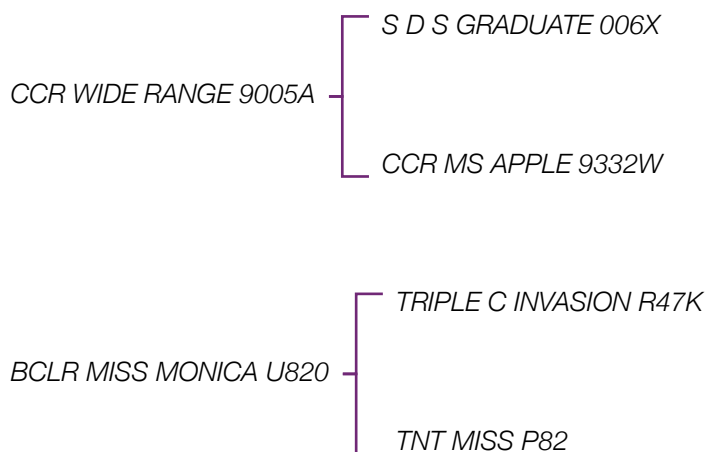 S D S GRADUATE 006X
CCR WIDE RANGE 9005A
CCR MS APPLE 9332W
TRIPLE C INVASION R47K
BCLR MISS MONICA U820
TNT MISS P82